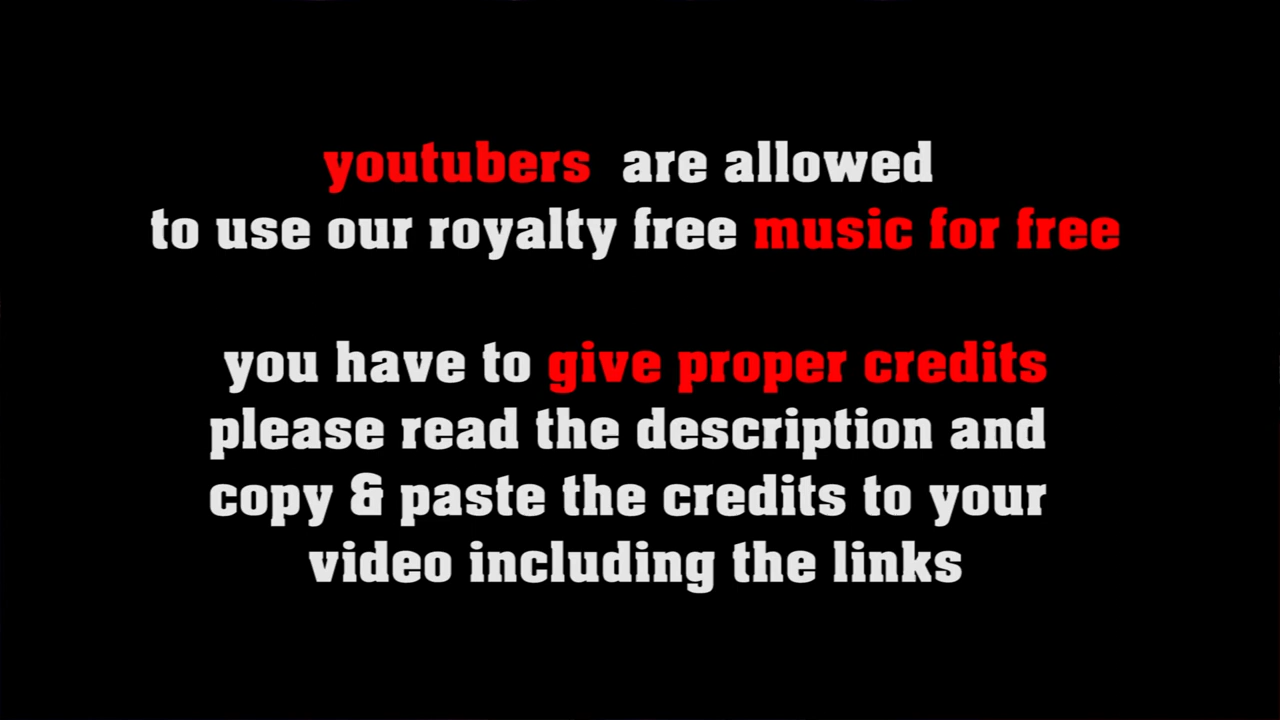 youtubers are allowed
to use our royalty free music for free
you have to give proper credits
please read the description and
copy & paste the credits to your
video including the links